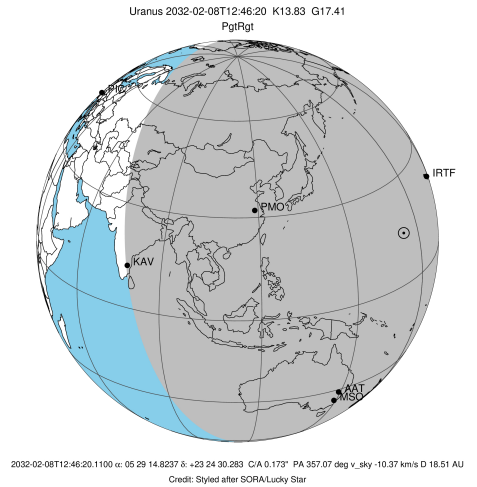 Uranus 2032-02-08T12:46:20 K13.83 G17.41
PgtRgt
PIC
IRTF
PMO
KAV
AAT
MSO
2032-02-08T12:46:20.1100 α: 05 29 14.8237 δ: +23 24 30.283 C/A 0.173" PA 357.07 deg v_sky -10.37 km/s D 18.51 AU
Credit: Styled after SORA/Lucky Star